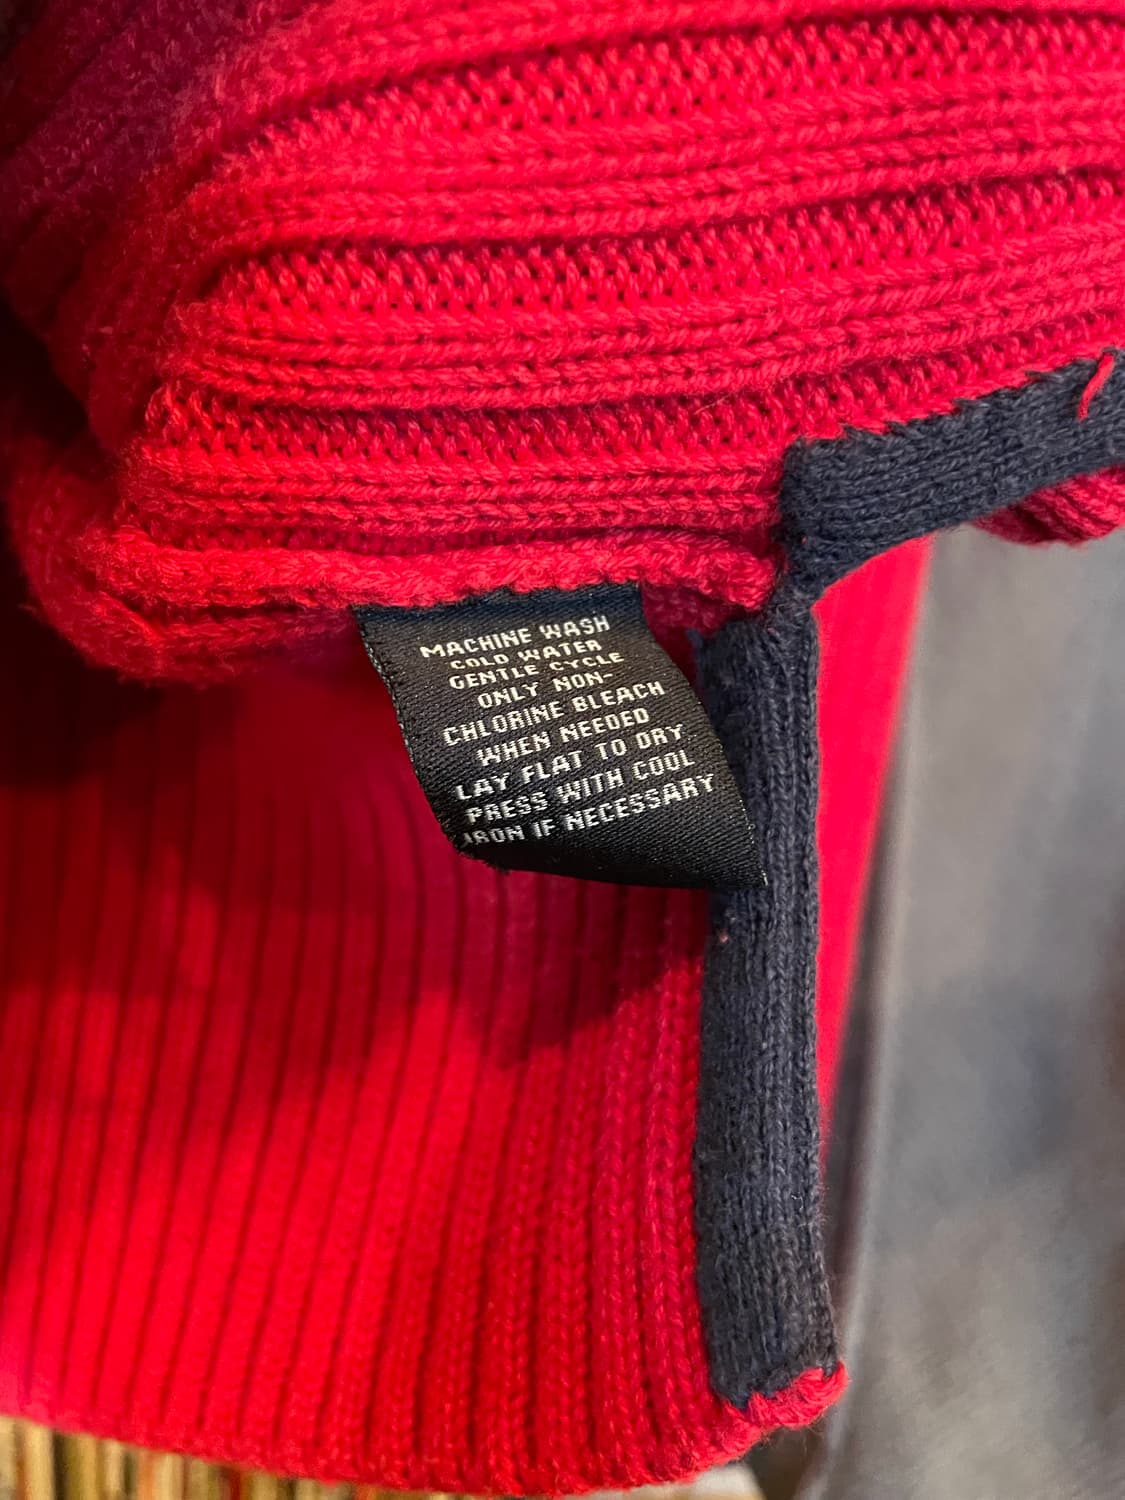 MACHINE WASH
COLD WATER
GENTLE CYCLE
ONLY NON-
CHLORINE BLEACH
WHEN NEEDED
LAY FLAT TO DRY
PRESS WITH COOL
IRON IF NECESSARY